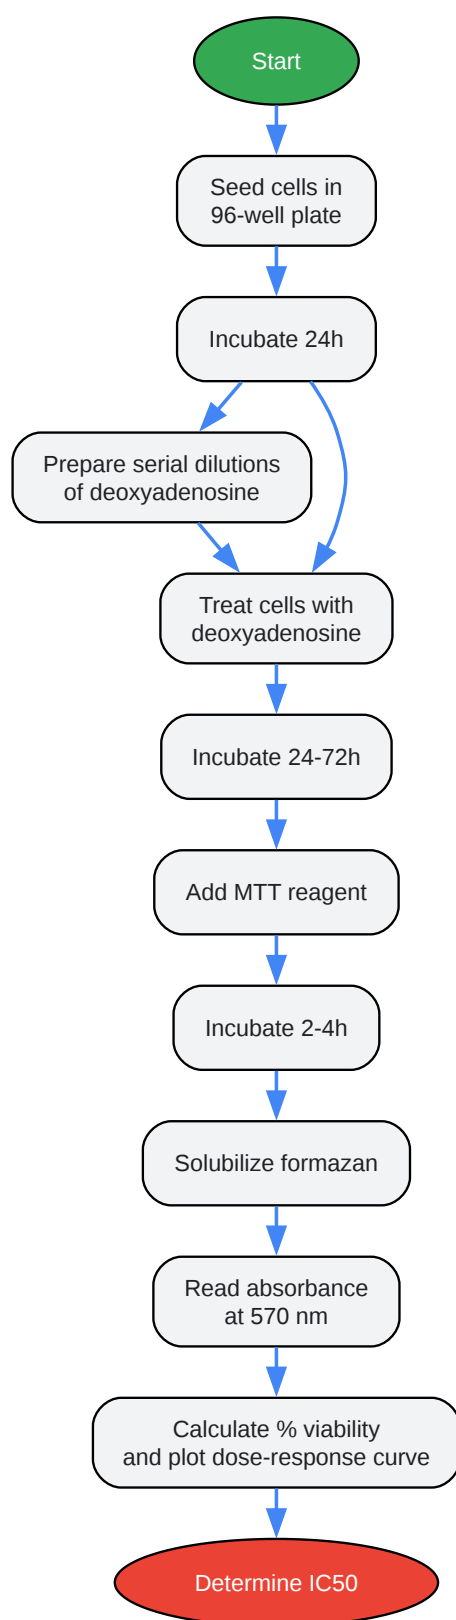 Start
Seed cells in
96-well plate
Incubate 24h
Prepare serial dilutions
of deoxyadenosine
Treat cells with
deoxyadenosine
Incubate 24-72h
Add MTT reagent
Incubate 2-4h
Solubilize formazan
Read absorbance
at 570 nm
Calculate % viability
and plot dose-response curve
Determine IC50